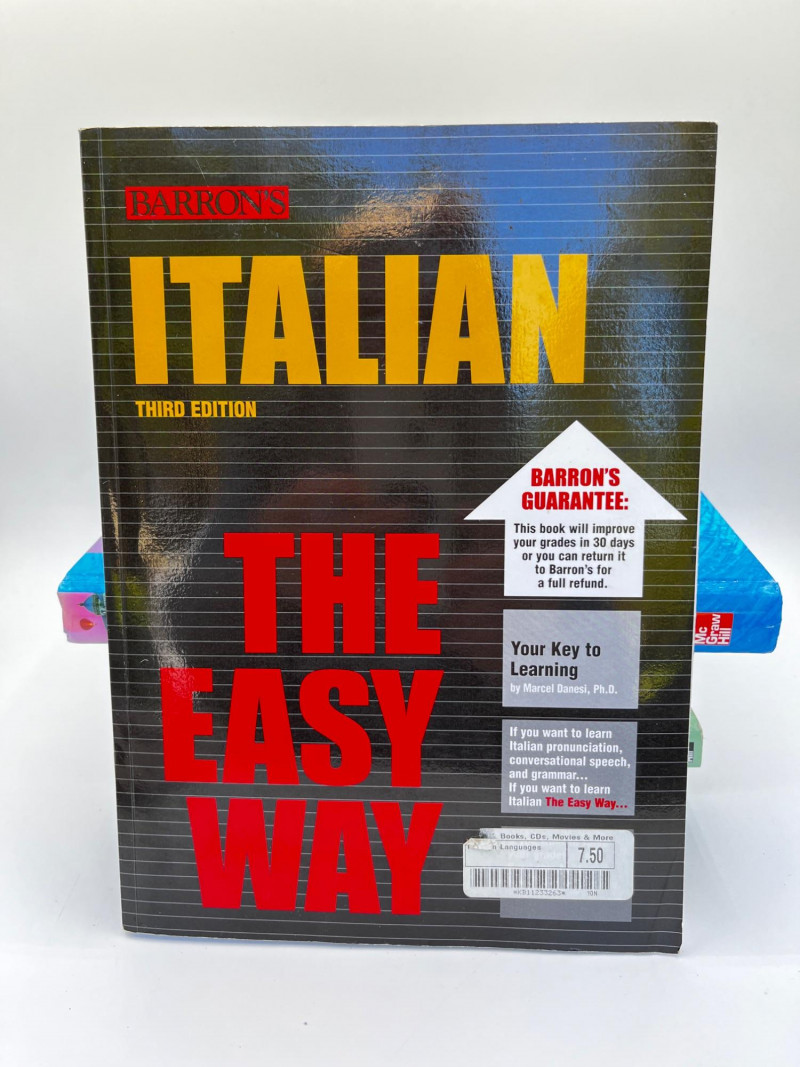 BARRON'S
ITALIAN
THIRD EDITION
BARRON'S
GUARANTEE:
This book will improve
your grades in 30 days
or you can return it
to Barron's for
a full refund.
THE
EASY
WAY
Your Key to
Learning
by Marcel Danesi, Ph.D.
If you want to learn
Italian pronunciation,
conversational speech,
and grammar...
If you want to learn
Italian The Easy Way...
Books, CDs, Movies & More
Languages
7.50
Mc
Graw
Hill